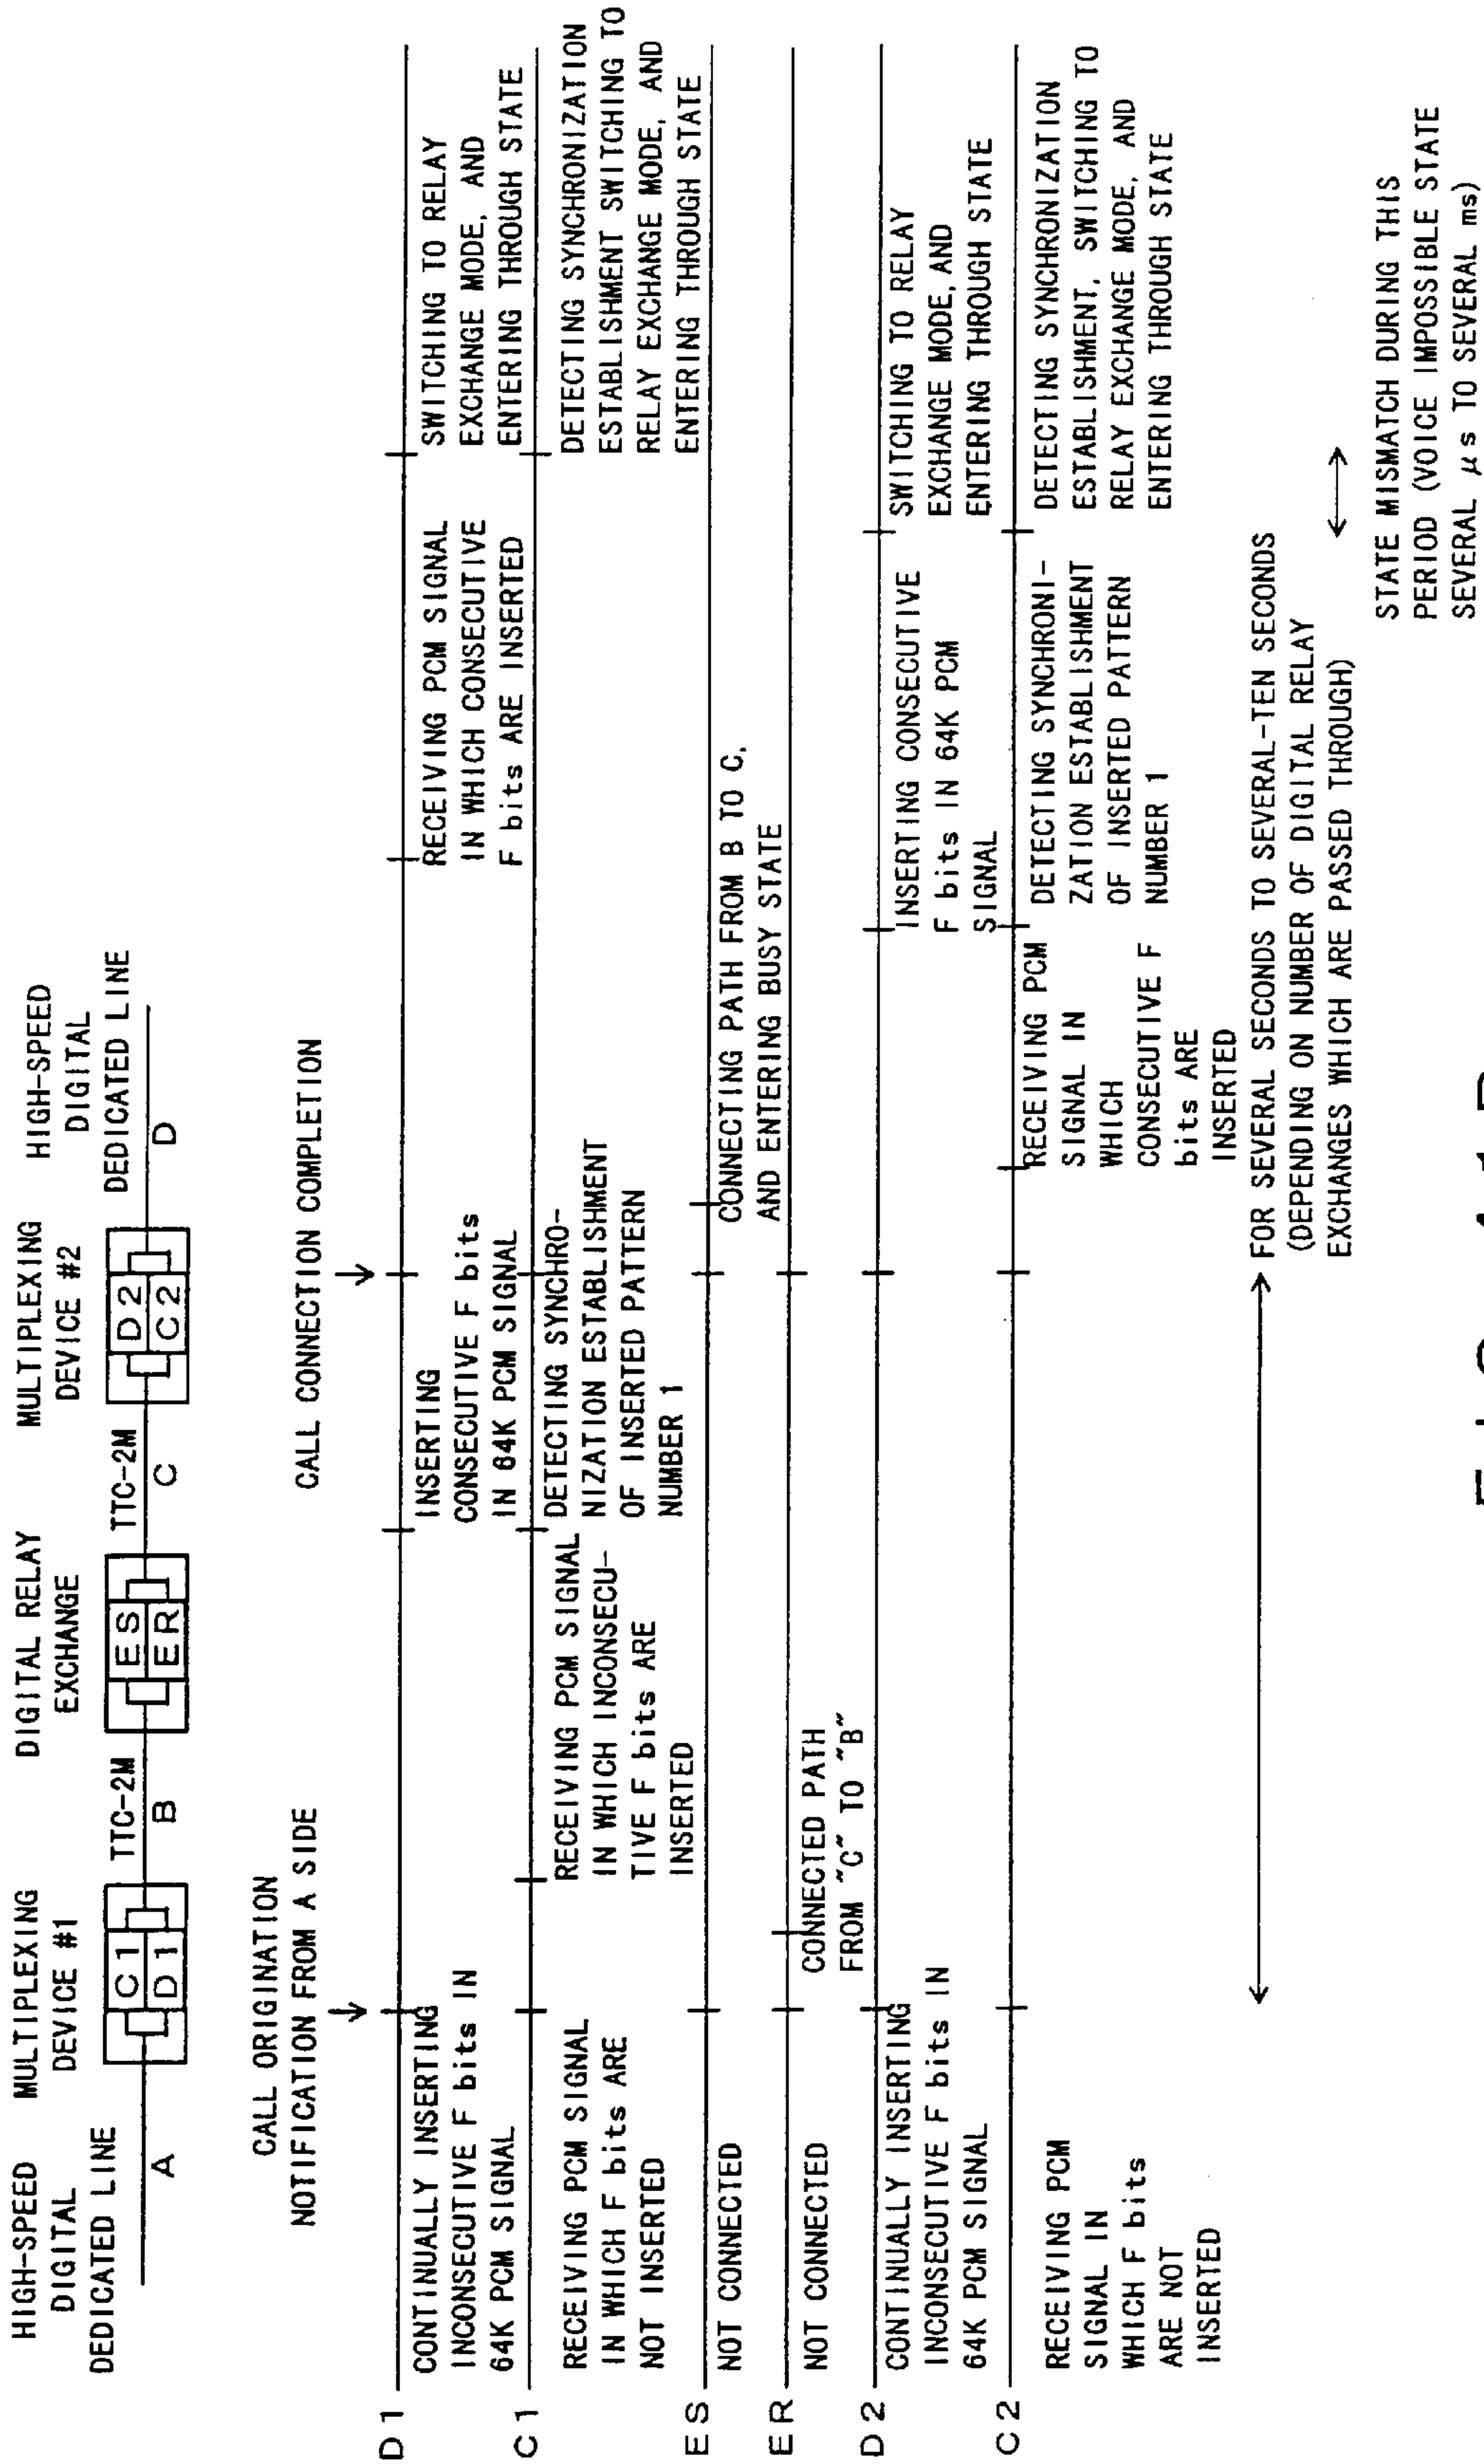 HIGH-SPEED
DIGITAL
DEDICATED LINE
MULTIPLEXING
DEVICE #1
DIGITAL RELAY
EXCHANGE
MULTIPLEXING
DEVICE #2
HIGH-SPEED
DIGITAL
DEDICATED LINE
A
C1
D1
TTC-2M
B
ES
ER
TTC-2M
C
D2
C2
D
CALL ORIGINATION
NOTIFICATION FROM A SIDE
CALL CONNECTION COMPLETION
D1
CONTINUALLY INSERTING
INCONSECUTIVE F bits IN
64K PCM SIGNAL
INSERTING
CONSECUTIVE F bits
IN 64K PCM SIGNAL
RECEIVING PCM SIGNAL
IN WHICH CONSECUTIVE
F bits ARE INSERTED
SWITCHING TO RELAY
EXCHANGE MODE, AND
ENTERING THROUGH STATE
C1
RECEIVING PCM SIGNAL
IN WHICH F bits ARE
NOT INSERTED
RECEIVING PCM SIGNAL
IN WHICH INCONSECU-
TIVE F bits ARE
INSERTED
DETECTING SYNCHRO-
NIZATION ESTABLISHMENT
OF INSERTED PATTERN
NUMBER 1
DETECTING SYNCHRONIZATION
ESTABLISHMENT SWITCHING TO
RELAY EXCHANGE MODE, AND
ENTERING THROUGH STATE
ES
NOT CONNECTED
CONNECTING PATH FROM B TO C,
AND ENTERING BUSY STATE
ER
NOT CONNECTED
CONNECTED PATH
FROM "C" TO "B"
D2
CONTINUALLY INSERTING
INCONSECUTIVE F bits IN
64K PCM SIGNAL
INSERTING CONSECUTIVE
F bits IN 64K PCM
SIGNAL
SWITCHING TO RELAY
EXCHANGE MODE, AND
ENTERING THROUGH STATE
C2
RECEIVING PCM
SIGNAL IN
WHICH F bits
ARE NOT
INSERTED
RECEIVING PCM
SIGNAL IN
WHICH
CONSECUTIVE F
bits ARE
INSERTED
DETECTING SYNCHRONI-
ZATION ESTABLISHMENT
OF INSERTED PATTERN
NUMBER 1
DETECTING SYNCHRONIZATION
ESTABLISHMENT, SWITCHING TO
RELAY EXCHANGE MODE, AND
ENTERING THROUGH STATE
FOR SEVERAL SECONDS TO SEVERAL-TEN SECONDS
(DEPENDING ON NUMBER OF DIGITAL RELAY
EXCHANGES WHICH ARE PASSED THROUGH)
STATE MISMATCH DURING THIS
PERIOD (VOICE IMPOSSIBLE STATE
SEVERAL μs TO SEVERAL ms)